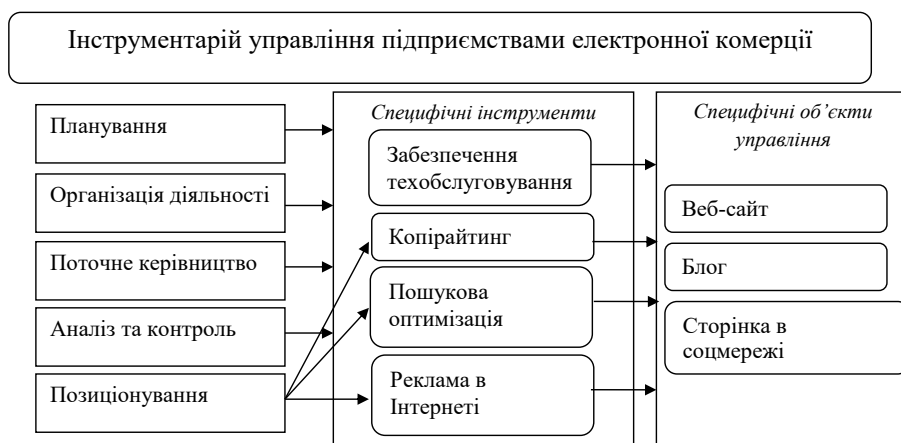 Інструментарій управління підприємствами електронної комерції
Планування
Організація діяльності
Поточне керівництво
Аналіз та контроль
Позиціонування
Специфічні інструменти
Забезпечення
техобслуговування
Копірайтинг
Пошукова
оптимізація
Реклама в
Інтернеті
Специфічні об’єкти
управління
Веб-сайт
Блог
Сторінка в
соцмережі